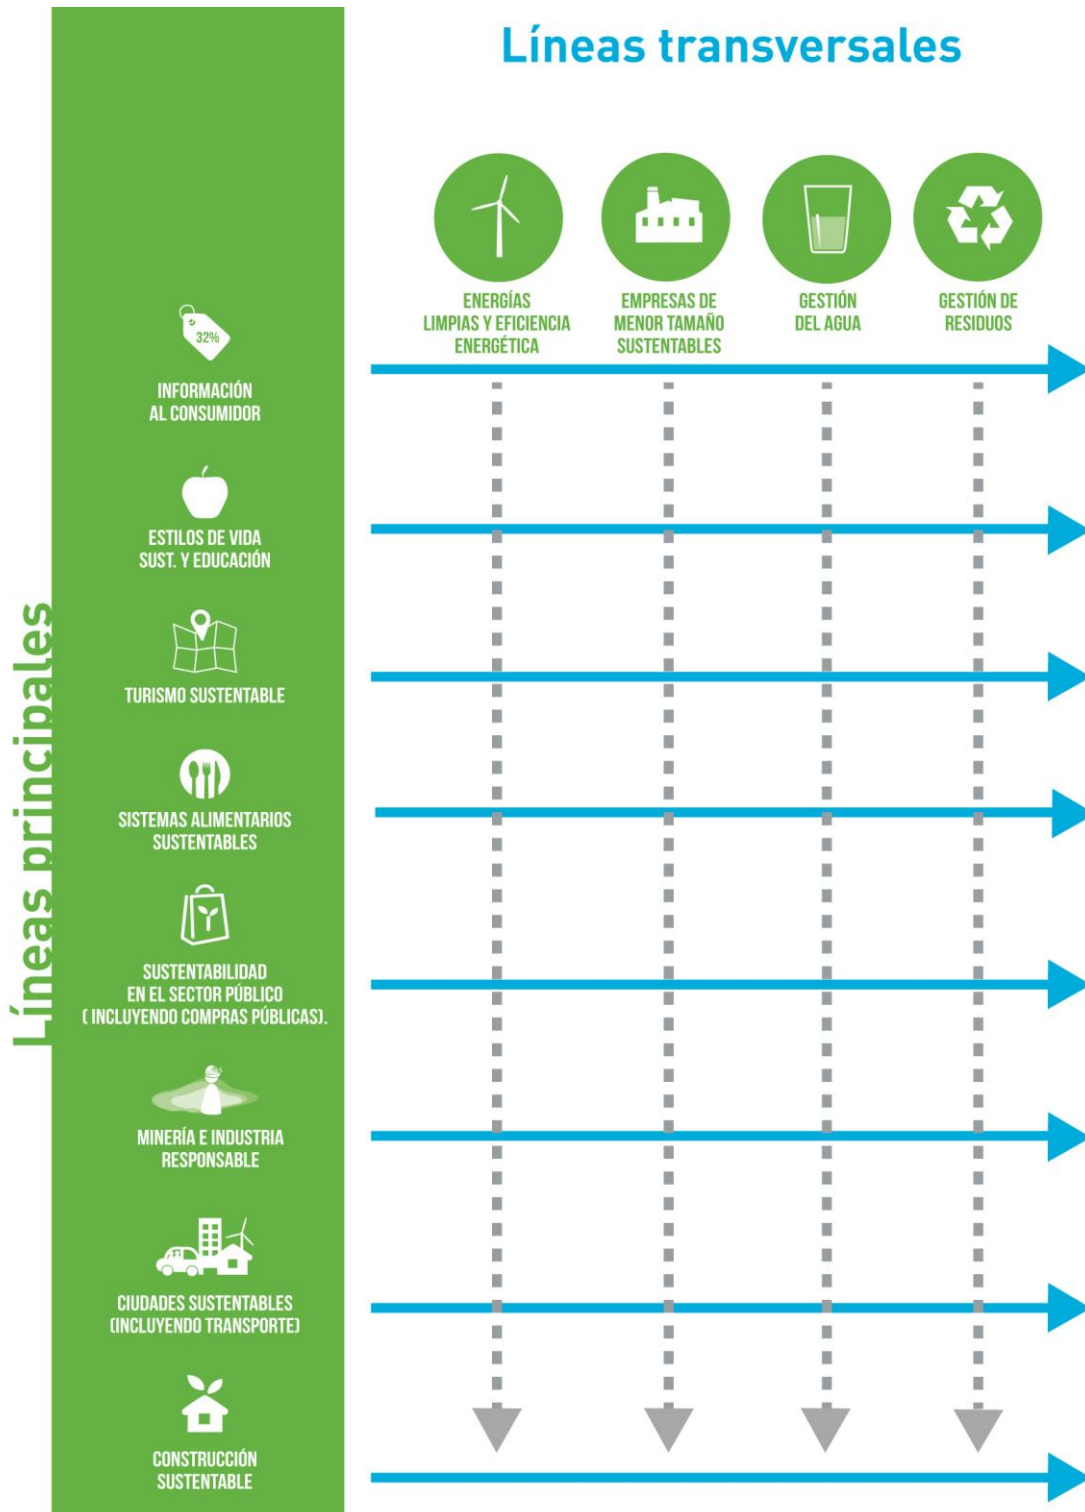 Líneas transversales
ENERGÍAS
LIMPIAS Y EFICIENCIA
ENERGÉTICA
EMPRESAS DE
MENOR TAMAÑO
SUSTENTABLES
GESTIÓN
DEL AGUA
GESTIÓN DE
RESIDUOS
Líneas principales
32%
INFORMACIÓN
AL CONSUMIDOR
ESTILOS DE VIDA
SUST. Y EDUCACIÓN
TURISMO SUSTENTABLE
SISTEMAS ALIMENTARIOS
SUSTENTABLES
SUSTENTABILIDAD
EN EL SECTOR PÚBLICO
( INCLUYENDO COMPRAS PÚBLICAS).
MINERÍA E INDUSTRIA
RESPONSABLE
CIUDADES SUSTENTABLES
(INCLUYENDO TRANSPORTE)
CONSTRUCCIÓN
SUSTENTABLE